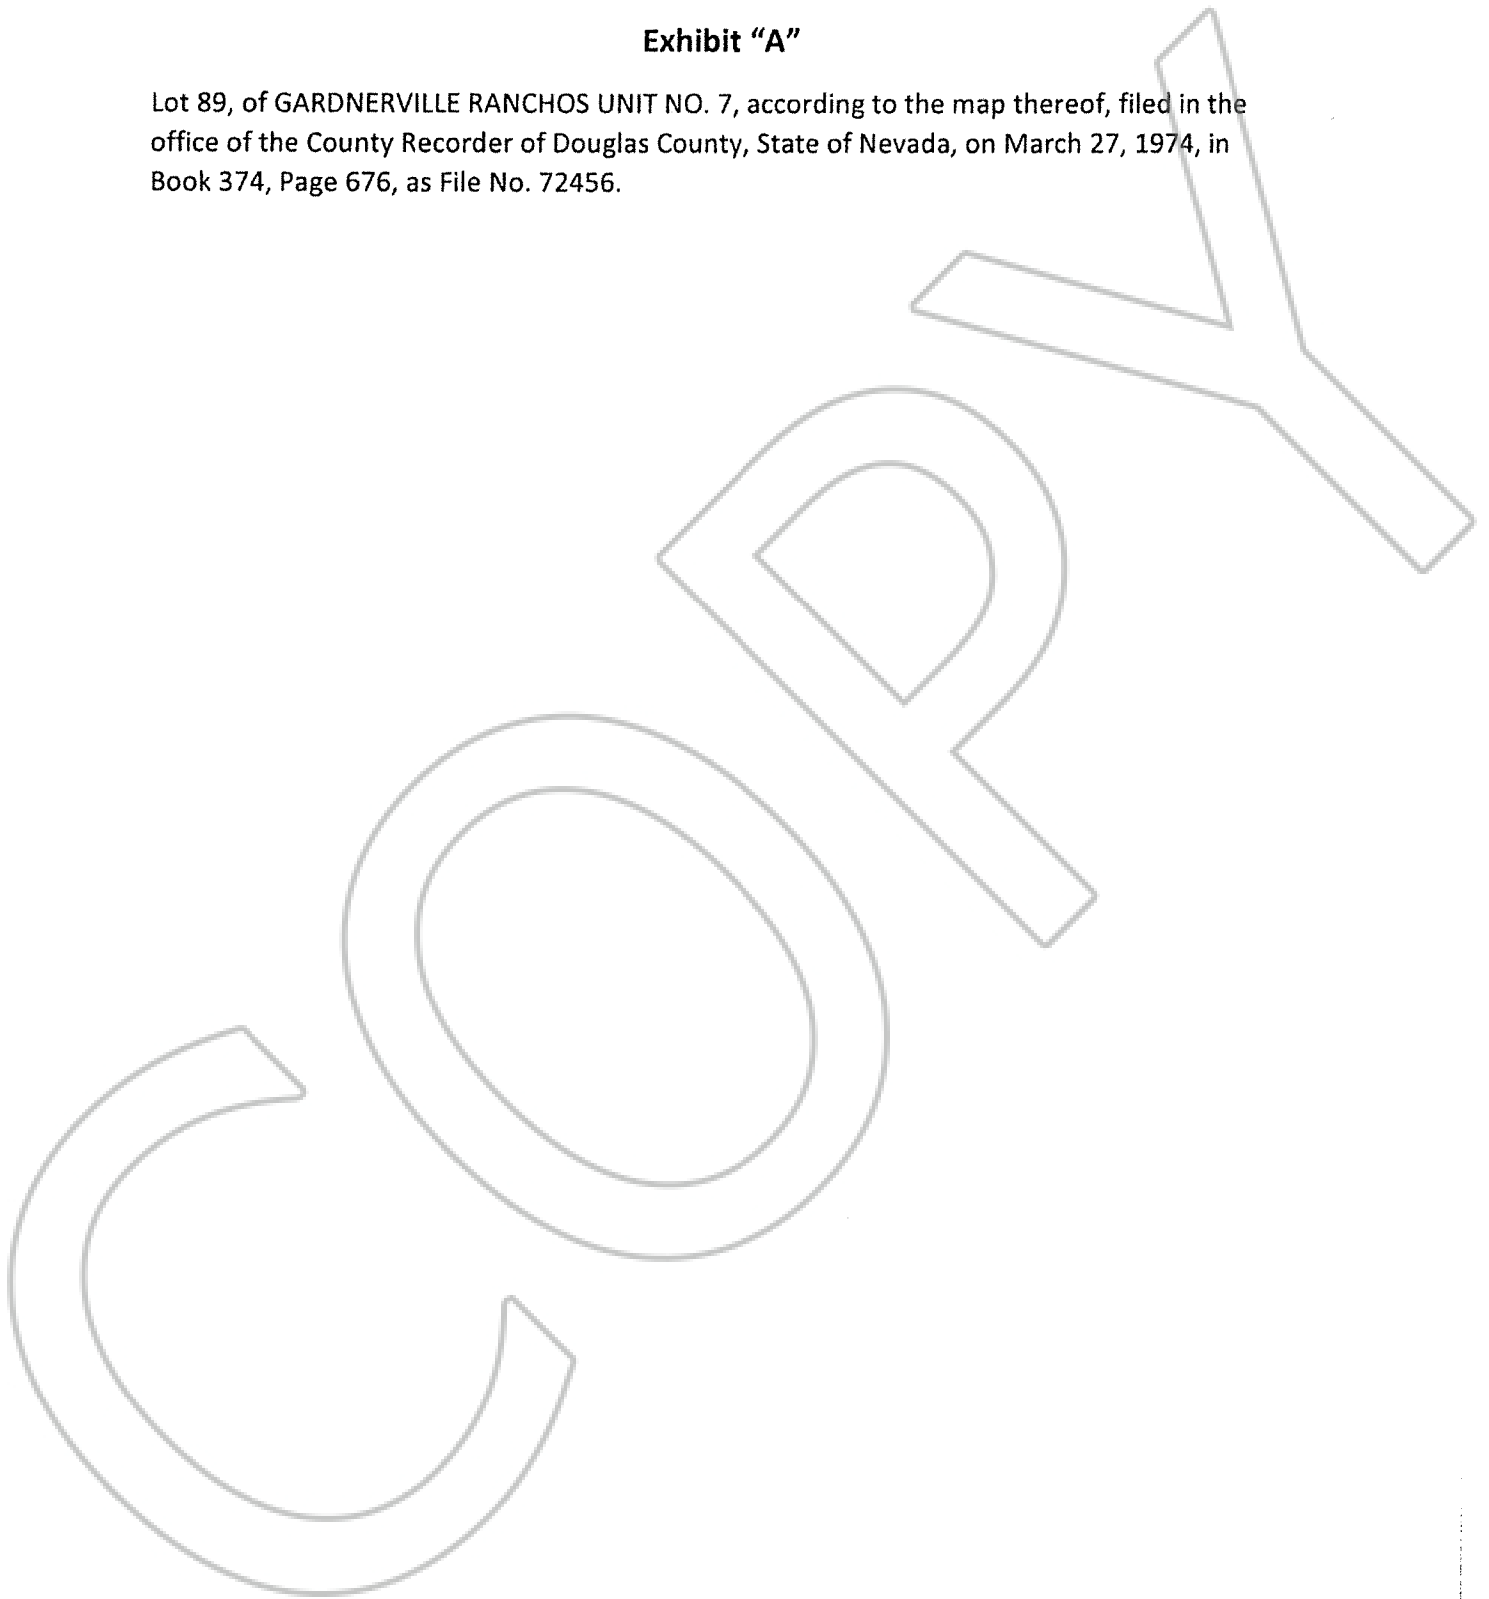 Exhibit “A”
Lot 89, of GARDNERVILLE RANCHOS UNIT NO. 7, according to the map thereof, filed in the
office of the County Recorder of Douglas County, State of Nevada, on March 27, 1974, in
Book 374, Page 676, as File No. 72456.
COPY